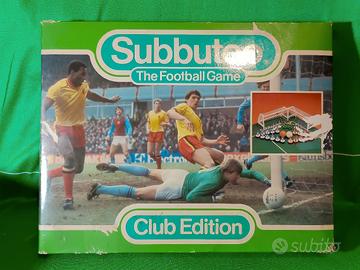 Subbuteo
The Football Game
Club Edition
subito